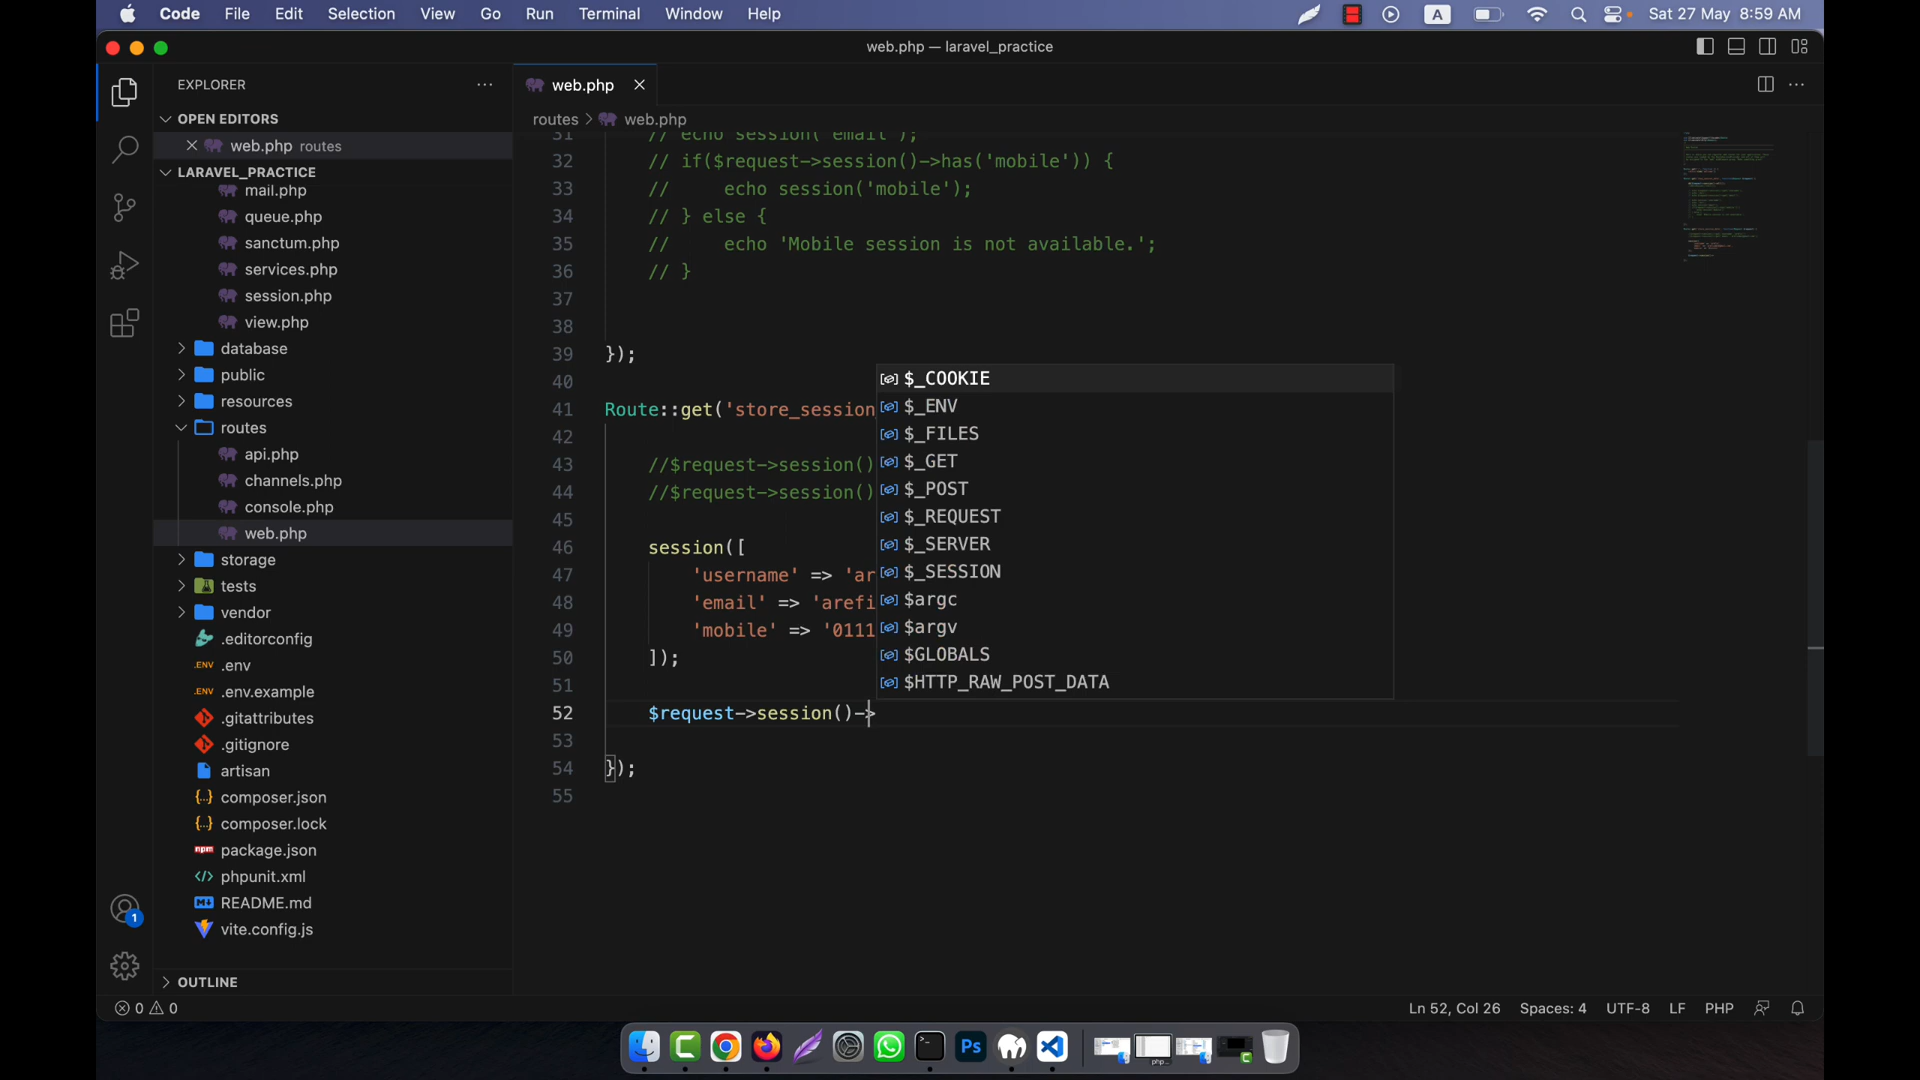 Code File Edit Selection View Go Run Terminal Window Help A Sat 27 May 8:59 AM
web.php — laravel_practice
EXPLORER
web.php
OPEN EDITORS
routes > web.php
web.php routes
LARAVEL_PRACTICE
mail.php
queue.php
sanctum.php
services.php
session.php
view.php
database
public
resources
routes
api.php
channels.php
console.php
web.php
storage
tests
vendor
.editorconfig
.ENV .env
.ENV .env.example
.gitattributes
.gitignore
artisan
{..} composer.json
{..} composer.lock
npm package.json
</> phpunit.xml
README.md
vite.config.js
OUTLINE
1
31 // echo session('email');
32 // if($request->session()->has('mobile')) {
33 //     echo session('mobile');
34 // } else {
35 //     echo 'Mobile session is not available.';
36 // }
37
38
39 });
40
41 Route::get('store_session
42
43 //$request->session()
44 //$request->session()
45
46 session([
47 'username' => 'ar
48 'email' => 'arefi
49 'mobile' => '0111
50 ]);
51
52 $request->session()->
53
54 });
55
$_COOKIE
$_ENV
$_FILES
$_GET
$_POST
$_REQUEST
$_SERVER
$_SESSION
$argc
$argv
$GLOBALS
$HTTP_RAW_POST_DATA
0 0 Ln 52, Col 26 Spaces: 4 UTF-8 LF PHP
Ps
php